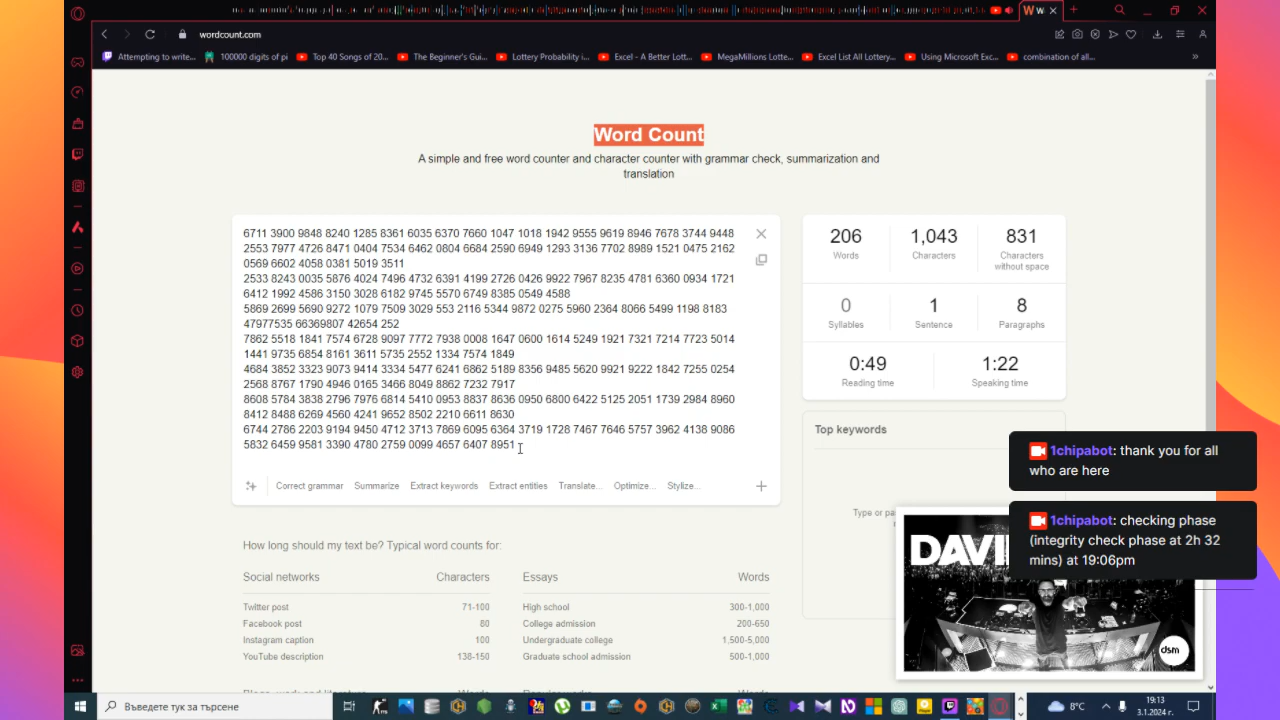 W We
wordcount.com
Attempting to write...
100000 digits of pi
Top 40 Songs of 20...
The Beginner's Gui...
Lottery Probability i...
Excel - A Better Lott...
MegaMillions Lotte...
Excel List All Lottery...
Using Microsoft Exc...
combination of all...
»
Word Count
A simple and free word counter and character counter with grammar check, summarization and
translation
6711 3900 9848 8240 1285 8361 6035 6370 7660 1047 1018 1942 9555 9619 8946 7678 3744 9448
2553 7977 4726 8471 0404 7534 6462 0804 6684 2590 6949 1293 3136 7702 8989 1521 0475 2162
0569 6602 4058 0381 5019 3511
2533 8243 0035 5876 4024 7496 4732 6391 4199 2726 0426 9922 7967 8235 4781 6360 0934 1721
6412 1992 4586 3150 3028 6182 9745 5570 6749 8385 0549 4588
5869 2699 5690 9272 1079 7509 3029 553 2116 5344 9872 0275 5960 2364 8066 5499 1198 8183
47977535 66369807 42654 252
7862 5518 1841 7574 6728 9097 7772 7938 0008 1647 0600 1614 5249 1921 7321 7214 7723 5014
1441 9735 6854 8161 3611 5735 2552 1334 7574 1849
4684 3852 3323 9073 9414 3334 5477 6241 6862 5189 8356 9485 5620 9921 9222 1842 7255 0254
2568 8767 1790 4946 0165 3466 8049 8862 7232 7917
8608 5784 3838 2796 7976 6814 5410 0953 8837 8636 0950 6800 6422 5125 2051 1739 2984 8960
8412 8488 6269 4560 4241 9652 8502 2210 6611 8630
6744 2786 2203 9194 9450 4712 3713 7869 6095 6364 3719 1728 7467 7646 5757 3962 4138 9086
5832 6459 9581 3390 4780 2759 0099 4657 6407 8951
Correct grammar
Summarize
Extract keywords
Extract entities
Translate...
Optimize...
Stylize...
206
Words
1,043
Characters
831
Characters
without space
0
Syllables
1
Sentence
8
Paragraphs
0:49
Reading time
1:22
Speaking time
Top keywords
Type or pa
1chipabot: thank you for all
who are here
1chipabot: checking phase
(integrity check phase at 2h 32
mins) at 19:06pm
DAVI
dsm
How long should my text be? Typical word counts for:
Social networks Characters
Twitter post 71-100
Facebook post 80
Instagram caption 100
YouTube description 138-150
Essays Words
High school 300-1,000
College admission 200-650
Undergraduate college 1,500-5,000
Graduate school admission 500-1,000
Въведете тук за търсене
8°C
19:13
3.1.2024 г.